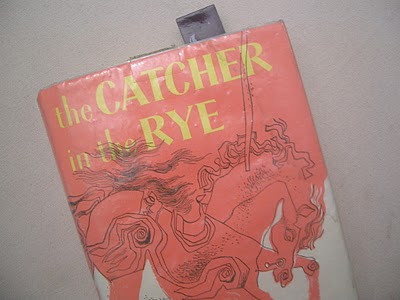 the CATCHER
in the RYE